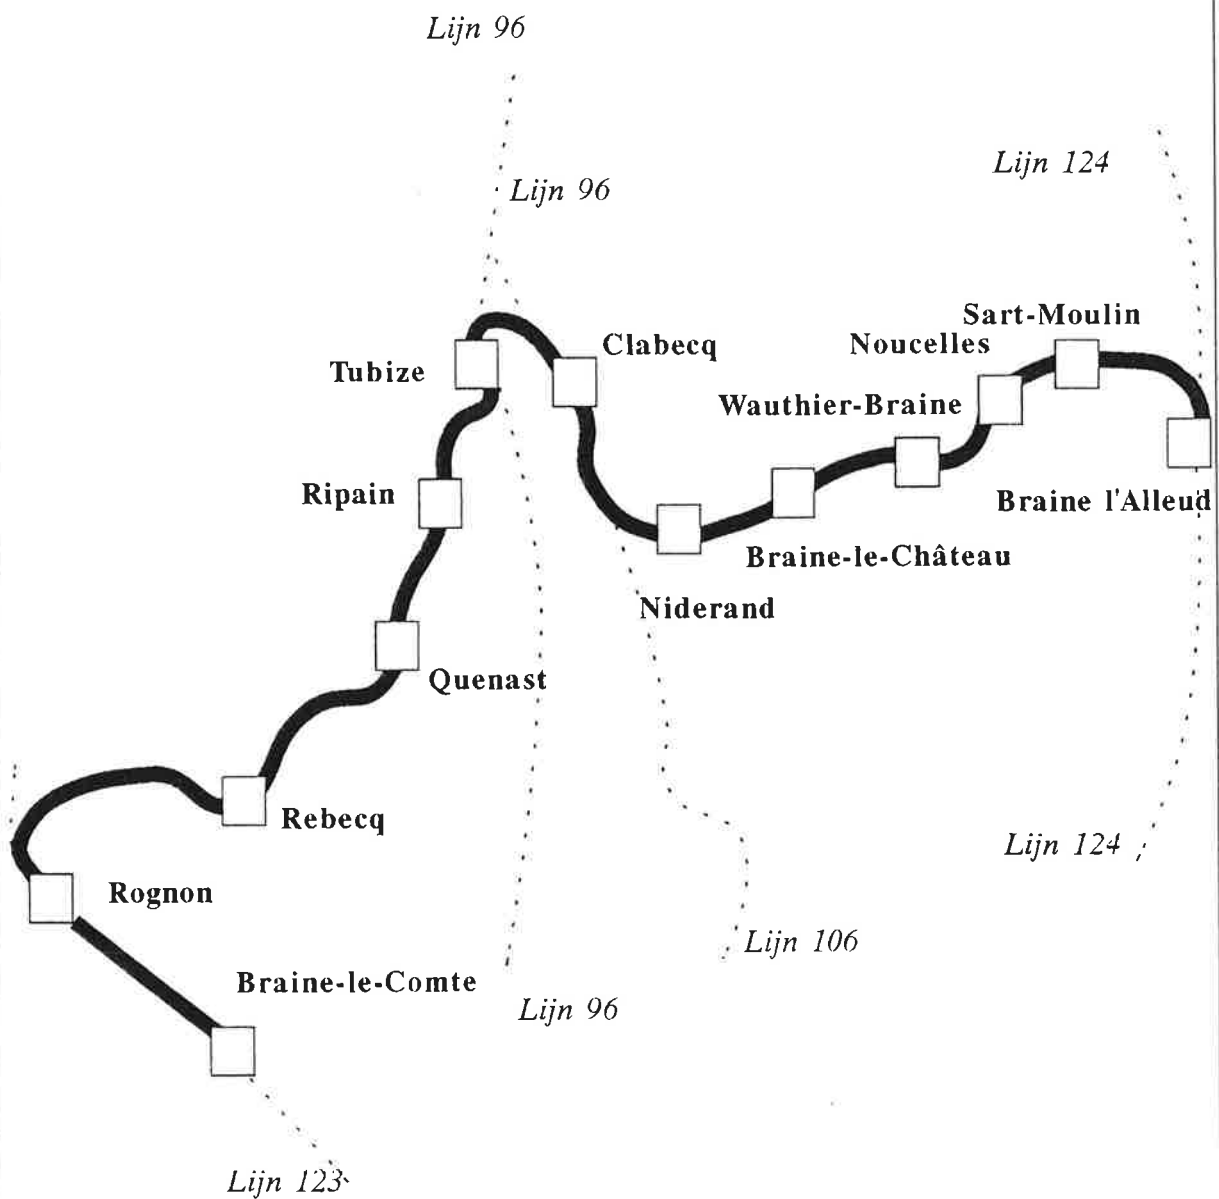 Lijn 96
Lijn 124
Lijn 96
Sart-Moulin
Clabecq
Noucelles
Tubize
Wauthier-Braine
Ripain
Braine l'Alleud
Braine-le-Château
Niderand
Quenast
Rebecq
Lijn 124
Rognon
Lijn 106
Braine-le-Comte
Lijn 96
Lijn 123